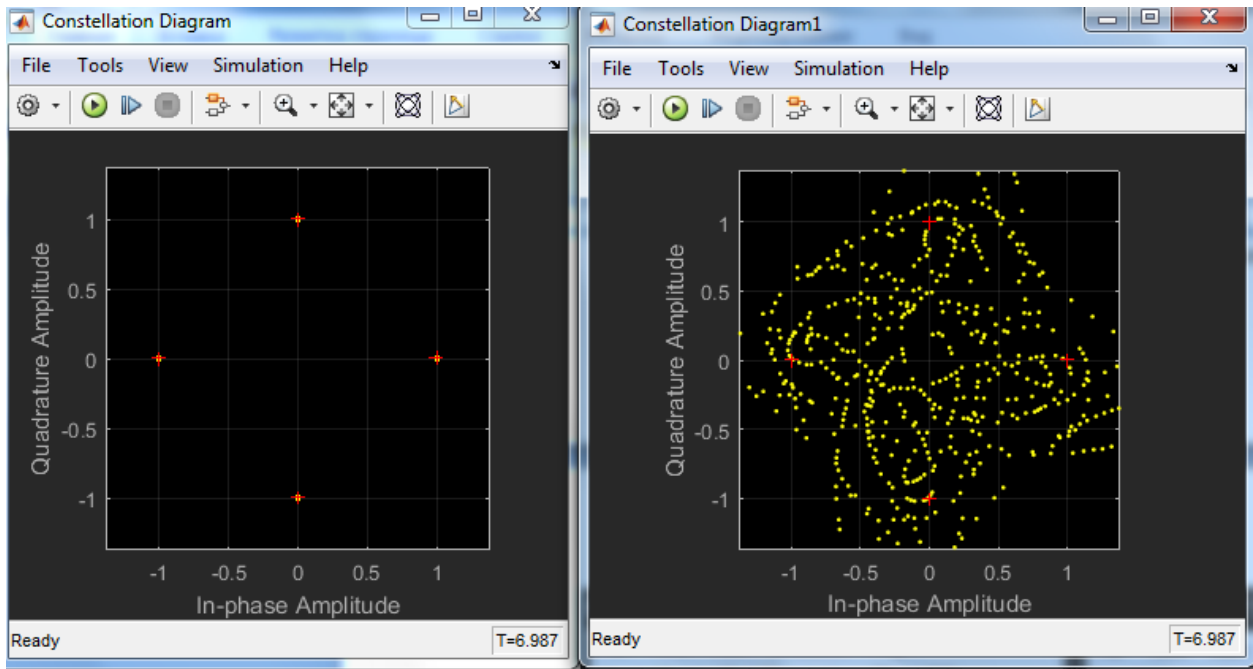 Constellation Diagram
File Tools View Simulation Help
1
0.5
0
-0.5
-1
Quadrature Amplitude
-1 -0.5 0 0.5 1
In-phase Amplitude
Ready T=6.987
Constellation Diagram1
File Tools View Simulation Help
1
0.5
0
-0.5
-1
Quadrature Amplitude
-1 -0.5 0 0.5 1
In-phase Amplitude
Ready T=6.987